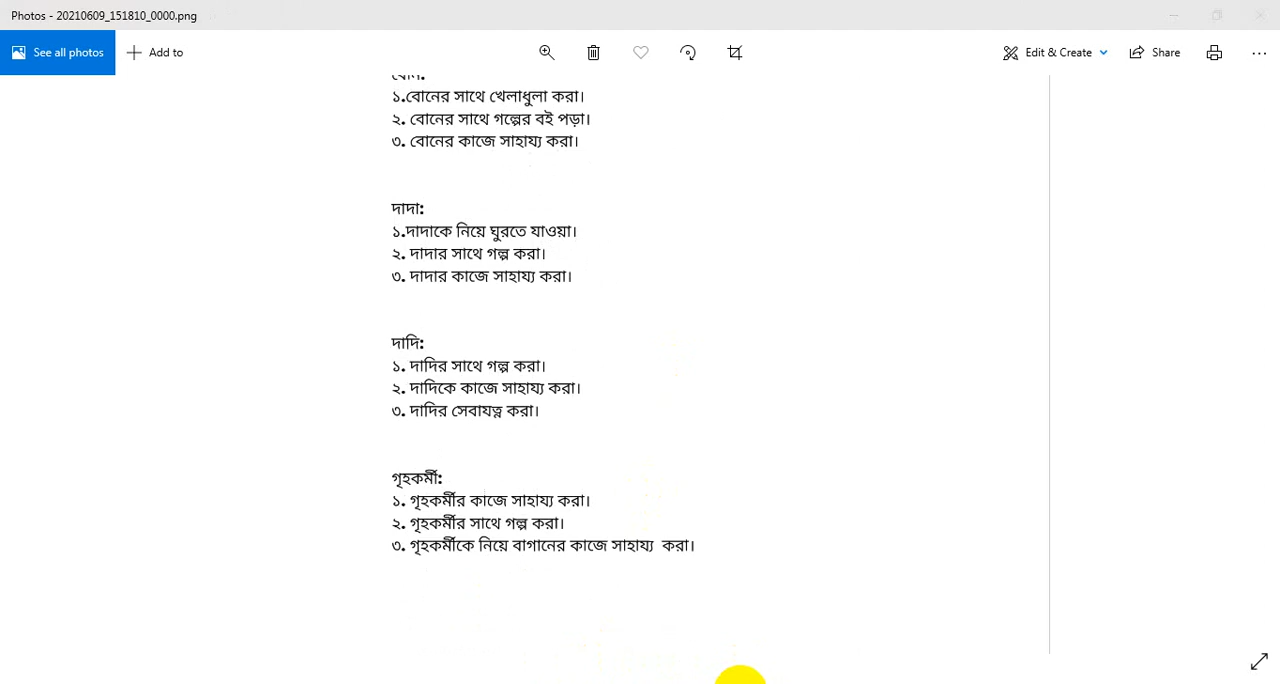 Photos - 20210609_151810_0000.png
See all photos
Add to
Edit & Create
Share
বোন:
১.বোনের সাথে খেলাধুলা করা।
২. বোনের সাথে গল্পের বই পড়া।
৩. বোনের কাজে সাহায্য করা।
দাদা:
১.দাদাকে নিয়ে ঘুরতে যাওয়া।
২. দাদার সাথে গল্প করা।
৩. দাদার কাজে সাহায্য করা।
দাদি:
১. দাদির সাথে গল্প করা।
২. দাদিকে কাজে সাহায্য করা।
৩. দাদির সেবাযত্ন করা।
গৃহকর্মী:
১. গৃহকর্মীর কাজে সাহায্য করা।
২. গৃহকর্মীর সাথে গল্প করা।
৩. গৃহকর্মীকে নিয়ে বাগানের কাজে সাহায্য  করা।